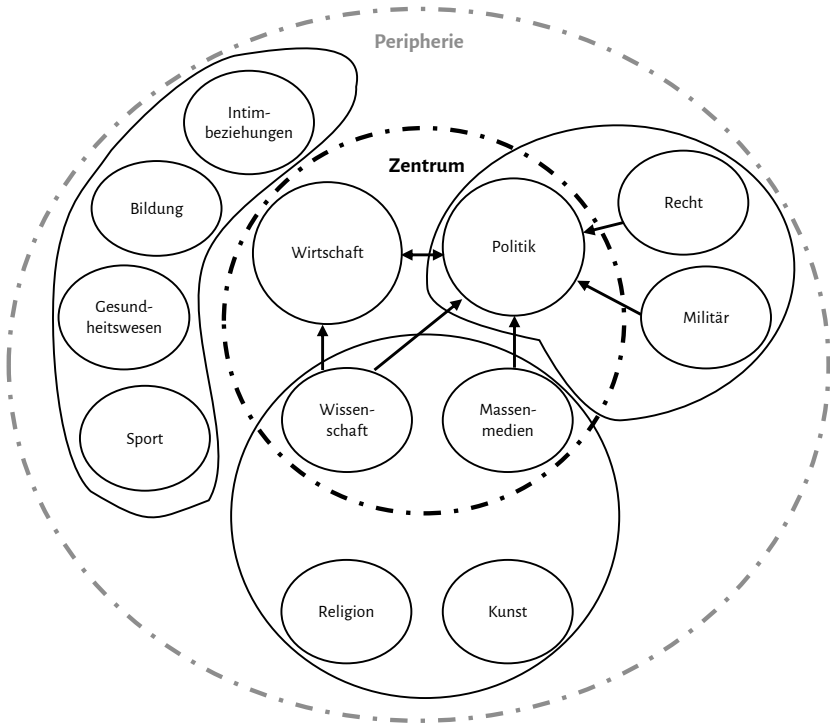 Peripherie
Intim-
beziehungen
Zentrum
Bildung
Recht
Wirtschaft
Politik
Gesund-
heitswesen
Militär
Wissen-
schaft
Massen-
medien
Sport
Religion
Kunst